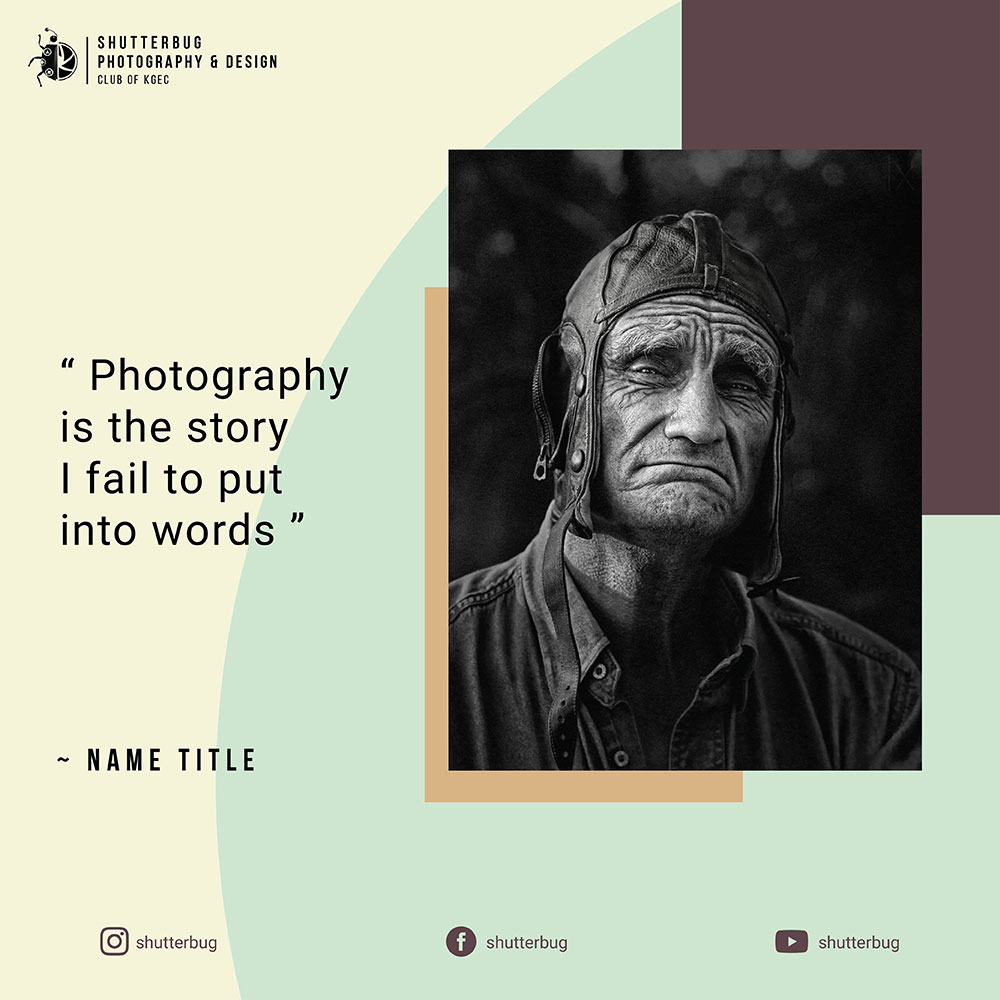 SHUTTERBUG
PHOTOGRAPHY & DESIGN
CLUB OF KGEC
“ Photography
is the story
I fail to put
into words ”
~ NAME TITLE
shutterbug
shutterbug
shutterbug